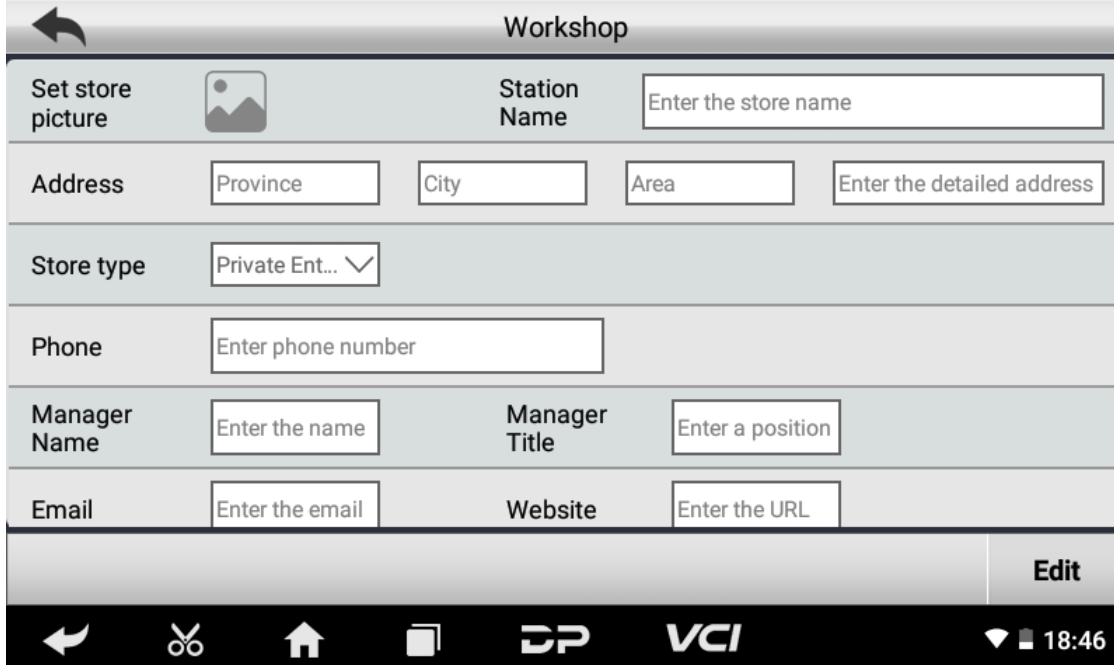 Workshop
Set store
picture
Station
Name
Enter the store name
Address
Province
City
Area
Enter the detailed address
Store type
Private Ent...
Phone
Enter phone number
Manager
Name
Enter the name
Manager
Title
Enter a position
Email
Enter the email
Website
Enter the URL
Edit
DP
VCI
18:46